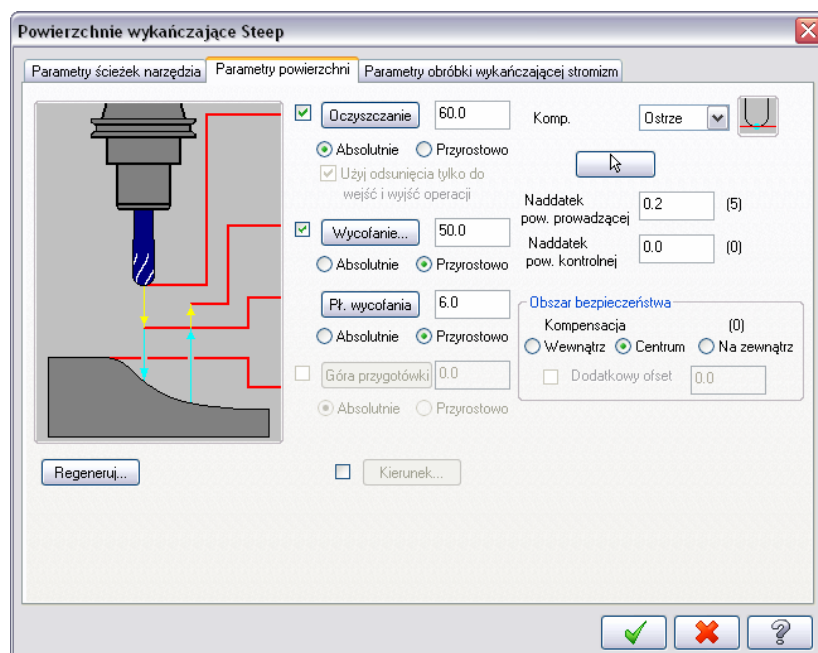 Powierzchnie wykańczające Steep
Parametry ścieżek narzędzia
Parametry powierzchni
Parametry obróbki wykańczającej stromizm
Oczyszczanie
60.0
Absolutnie
Przyrostowo
Użyj odsunięcia tylko do
wejść i wyjść operacji
Wycofanie...
50.0
Absolutnie
Przyrostowo
Pł. wycofania
6.0
Absolutnie
Przyrostowo
Góra przygotówki
0.0
Absolutnie
Przyrostowo
Komp.
Ostrze
Naddatek
pow. prowadzącej
0.2
(5)
Naddatek
pow. kontrolnej
0.0
(0)
Obszar bezpieczeństwa
Kompensacja
(0)
Wewnątrz
Centrum
Na zewnątrz
Dodatkowy ofset
0.0
Regeneruj...
Kierunek...